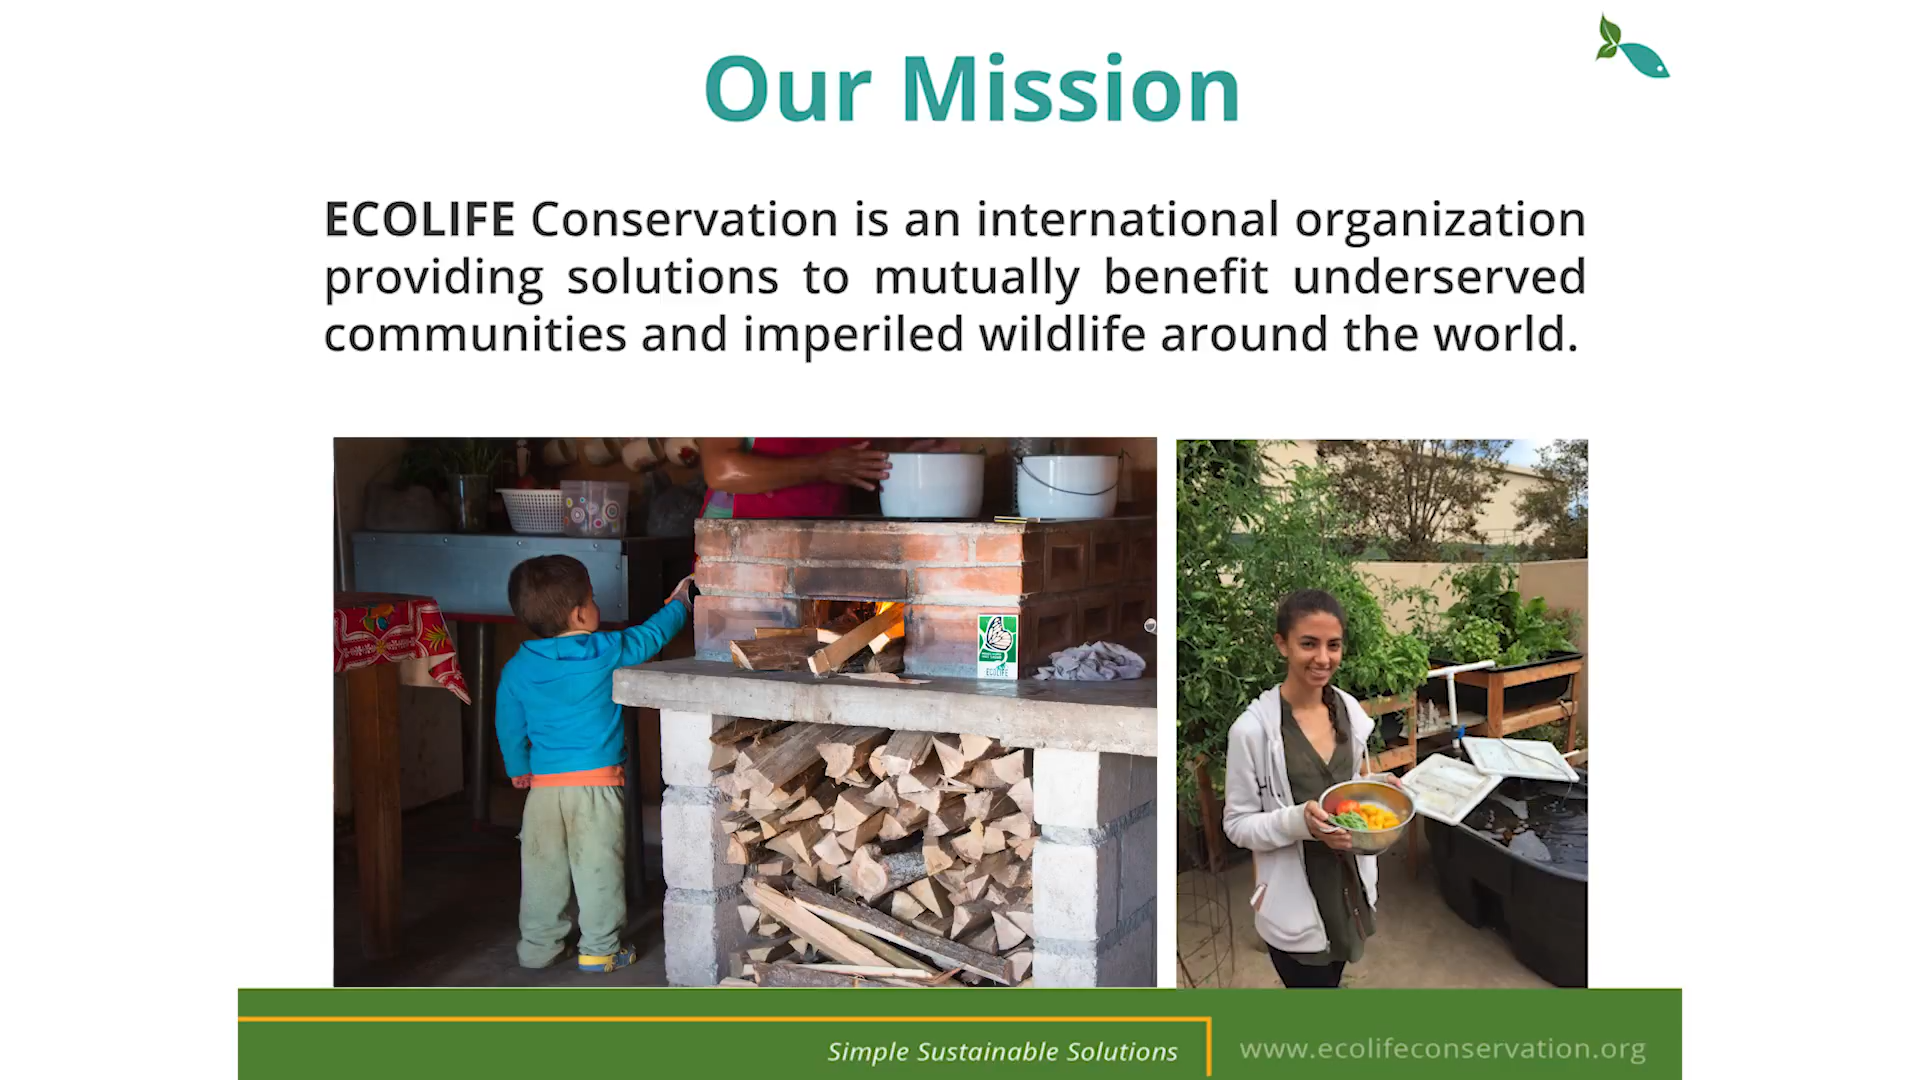 Our Mission
ECOLIFE Conservation is an international organization
providing solutions to mutually benefit underserved
communities and imperiled wildlife around the world.
ECOLIFE
Simple Sustainable Solutions
www.ecolifeconservation.org